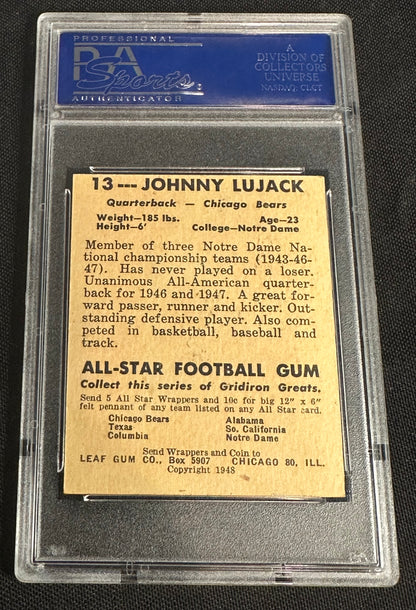 PROFESSIONAL
PSA
Sports
AUTHENTICATOR
A
DIVISION OF
COLLECTORS
UNIVERSE
NASDAQ: CLCT
13---JOHNNY LUJACK
Quarterback — Chicago Bears
Weight—185 lbs. Age—23
Height—6' College—Notre Dame
Member of three Notre Dame Na-
tional championship teams (1943-46-
47). Has never played on a loser.
Unanimous All-American quarter-
back for 1946 and 1947. A great for-
ward passer, runner and kicker. Out-
standing defensive player. Also com-
peted in basketball, baseball and
track.
ALL-STAR FOOTBALL GUM
Collect this series of Gridiron Greats.
Send 5 All Star Wrappers and 10c for big 12" x 6"
felt pennant of any team listed on any All Star card.
Chicago Bears Alabama
Texas So. California
Columbia Notre Dame
Send Wrappers and Coin to
LEAF GUM CO., Box 5907 CHICAGO 80, ILL.
Copyright 1948